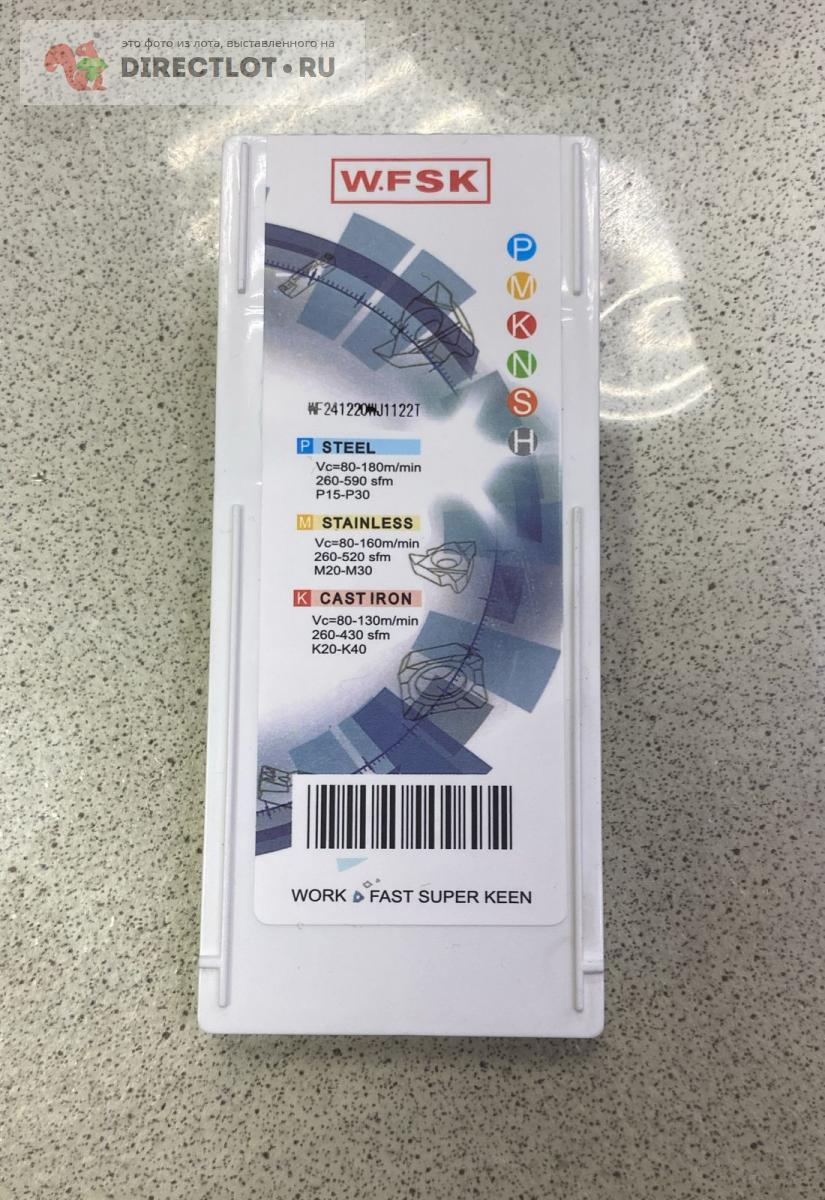 это фото из лота, выставленного на
DIRECTLOT•RU
W.FSK
P
M
K
N
S
H
WF241220WJ1122T
P STEEL
Vc=80-180m/min
260-590 sfm
P15-P30
M STAINLESS
Vc=80-160m/min
260-520 sfm
M20-M30
K CAST IRON
Vc=80-130m/min
260-430 sfm
K20-K40
WORK FAST SUPER KEEN